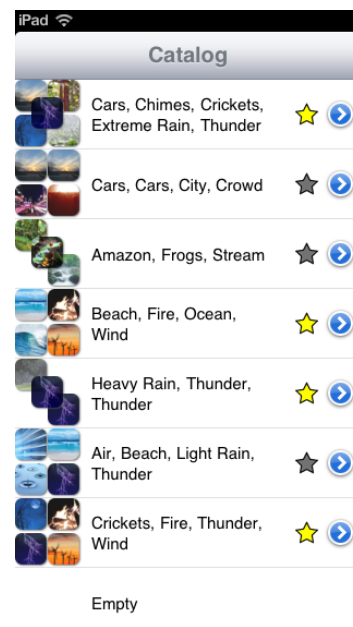 iPad
Catalog
Cars, Chimes, Crickets,
Extreme Rain, Thunder
Cars, Cars, City, Crowd
Amazon, Frogs, Stream
Beach, Fire, Ocean,
Wind
Heavy Rain, Thunder,
Thunder
Air, Beach, Light Rain,
Thunder
Crickets, Fire, Thunder,
Wind
Empty